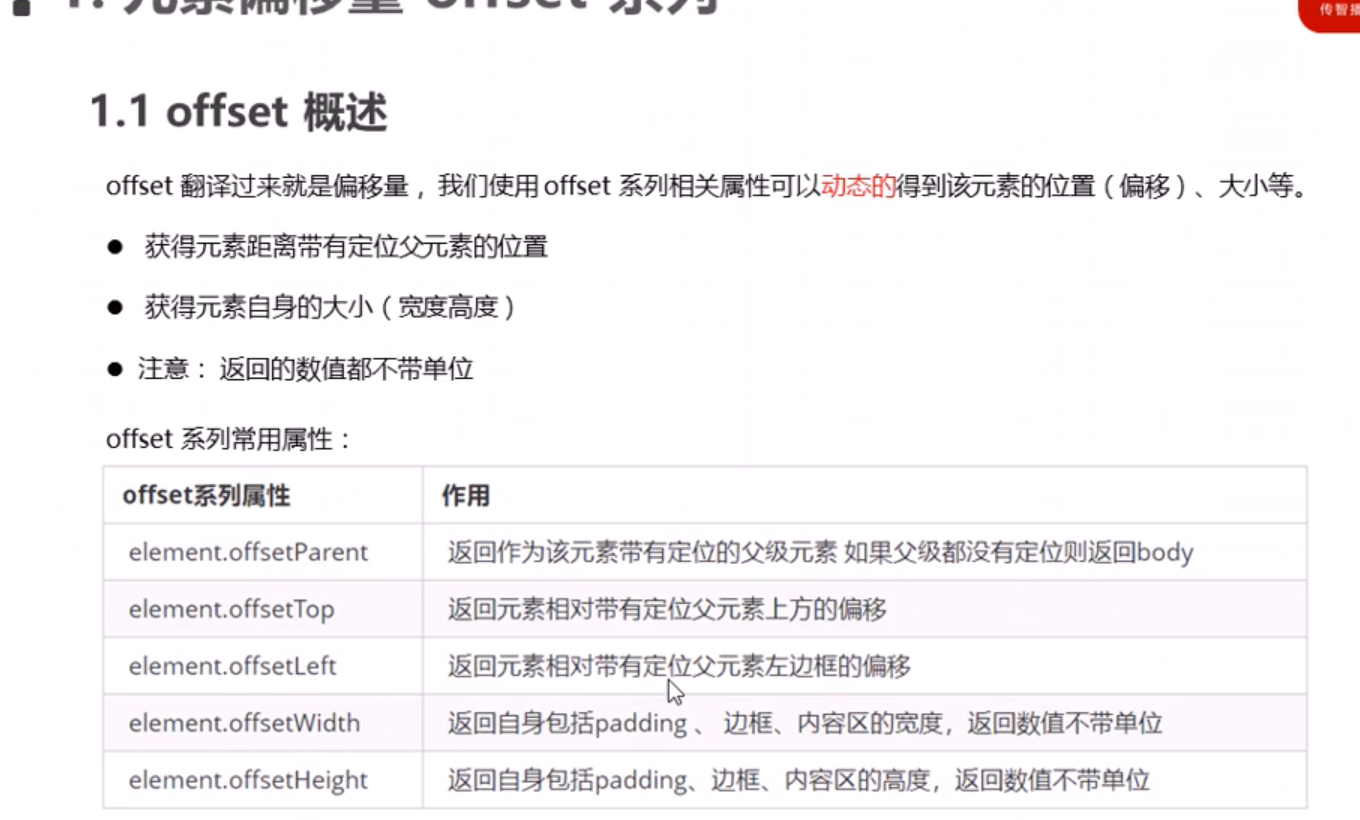 1. 元素偏移量 offset 系列
传智播
1.1 offset 概述
offset 翻译过来就是偏移量，我们使用 offset 系列相关属性可以动态的得到该元素的位置（偏移）、大小等。
● 获得元素距离带有定位父元素的位置
● 获得元素自身的大小（宽度高度）
● 注意： 返回的数值都不带单位
offset 系列常用属性：
offset系列属性 作用
element.offsetParent 返回作为该元素带有定位的父级元素 如果父级都没有定位则返回body
element.offsetTop 返回元素相对带有定位父元素上方的偏移
element.offsetLeft 返回元素相对带有定位父元素左边框的偏移
element.offsetWidth 返回自身包括padding 、 边框、内容区的宽度，返回数值不带单位
element.offsetHeight 返回自身包括padding、边框、内容区的高度，返回数值不带单位